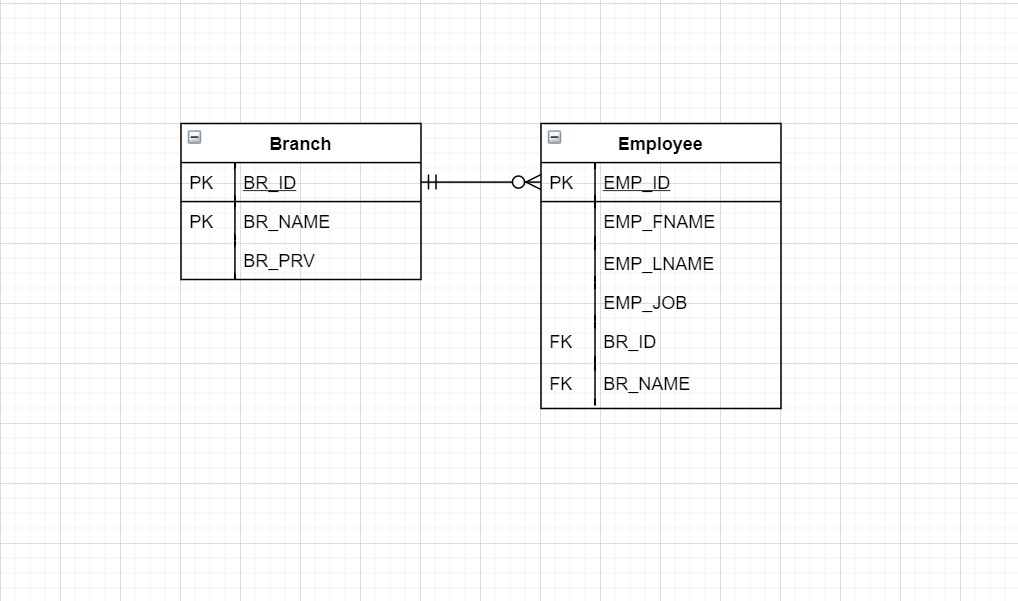 Branch
PK BR_ID
PK BR_NAME
BR_PRV
Employee
PK EMP_ID
EMP_FNAME
EMP_LNAME
EMP_JOB
FK BR_ID
FK BR_NAME